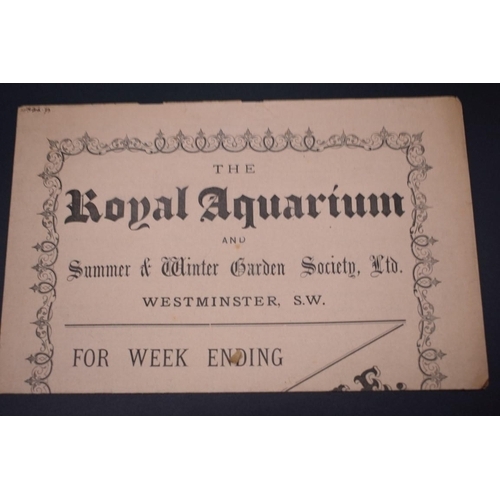 THE
Royal Aquarium
AND
Summer & Winter Garden Society, Ltd.
WESTMINSTER, S.W.
FOR WEEK ENDING